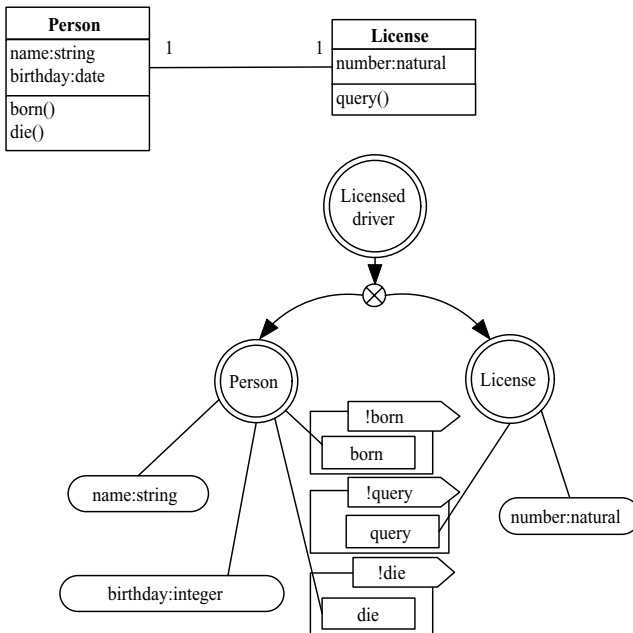 Person
name:string
birthday:date
born()
die()
1
1
License
number:natural
query()
Licensed
driver
Person
License
!born
born
name:string
!query
query
number:natural
!die
birthday:integer
die